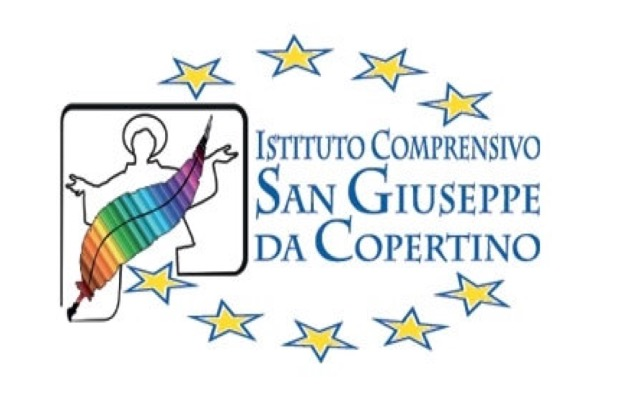 ISTITUTO COMPRENSIVO
SAN GIUSEPPE
DA COPERTINO